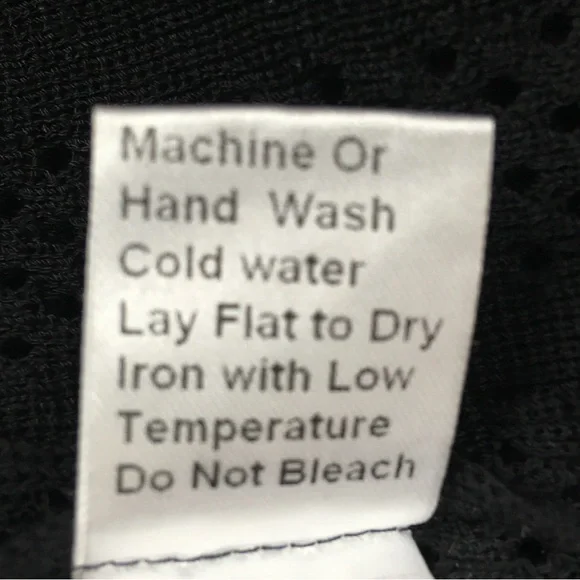 Machine Or
Hand Wash
Cold water
Lay Flat to Dry
Iron with Low
Temperature
Do Not Bleach